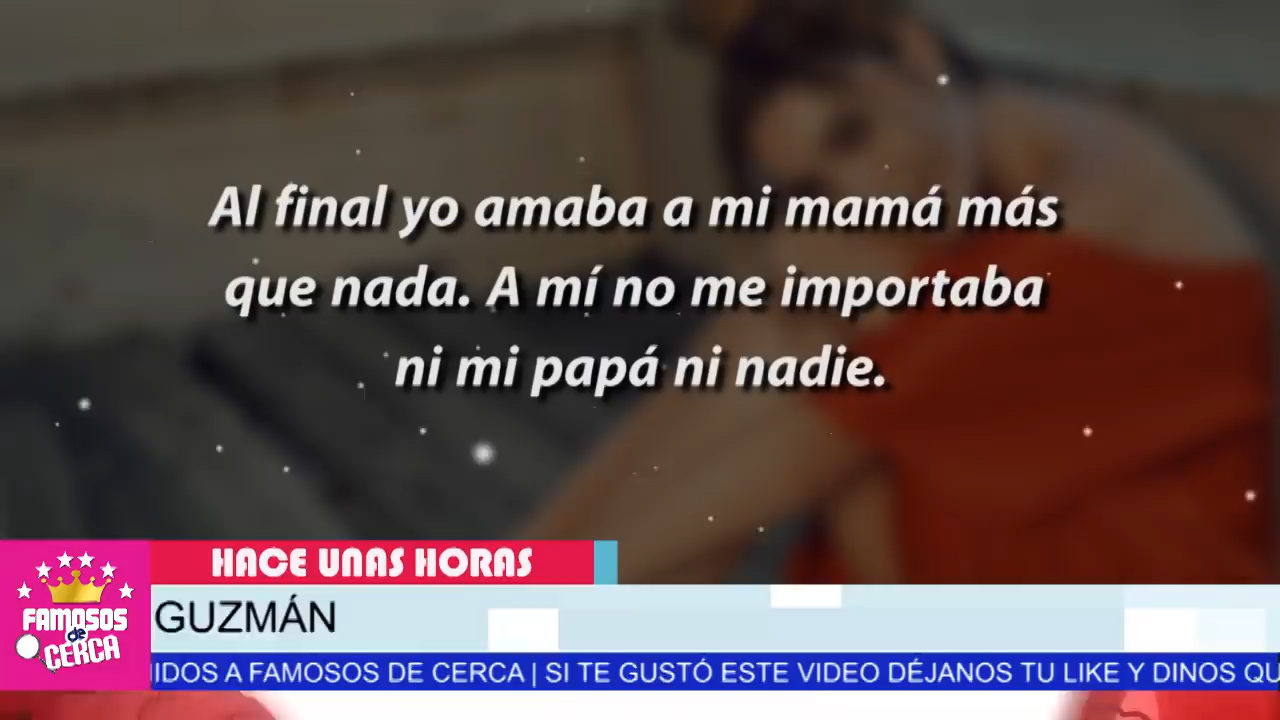 Al final yo amaba a mi mamá más
que nada. A mí no me importaba
ni mi papá ni nadie.
HACE UNAS HORAS
FAMOSOS
de
CERCA
GUZMÁN
IDOS A FAMOSOS DE CERCA | SI TE GUSTÓ ESTE VIDEO DÉJANOS TU LIKE Y DINOS QU